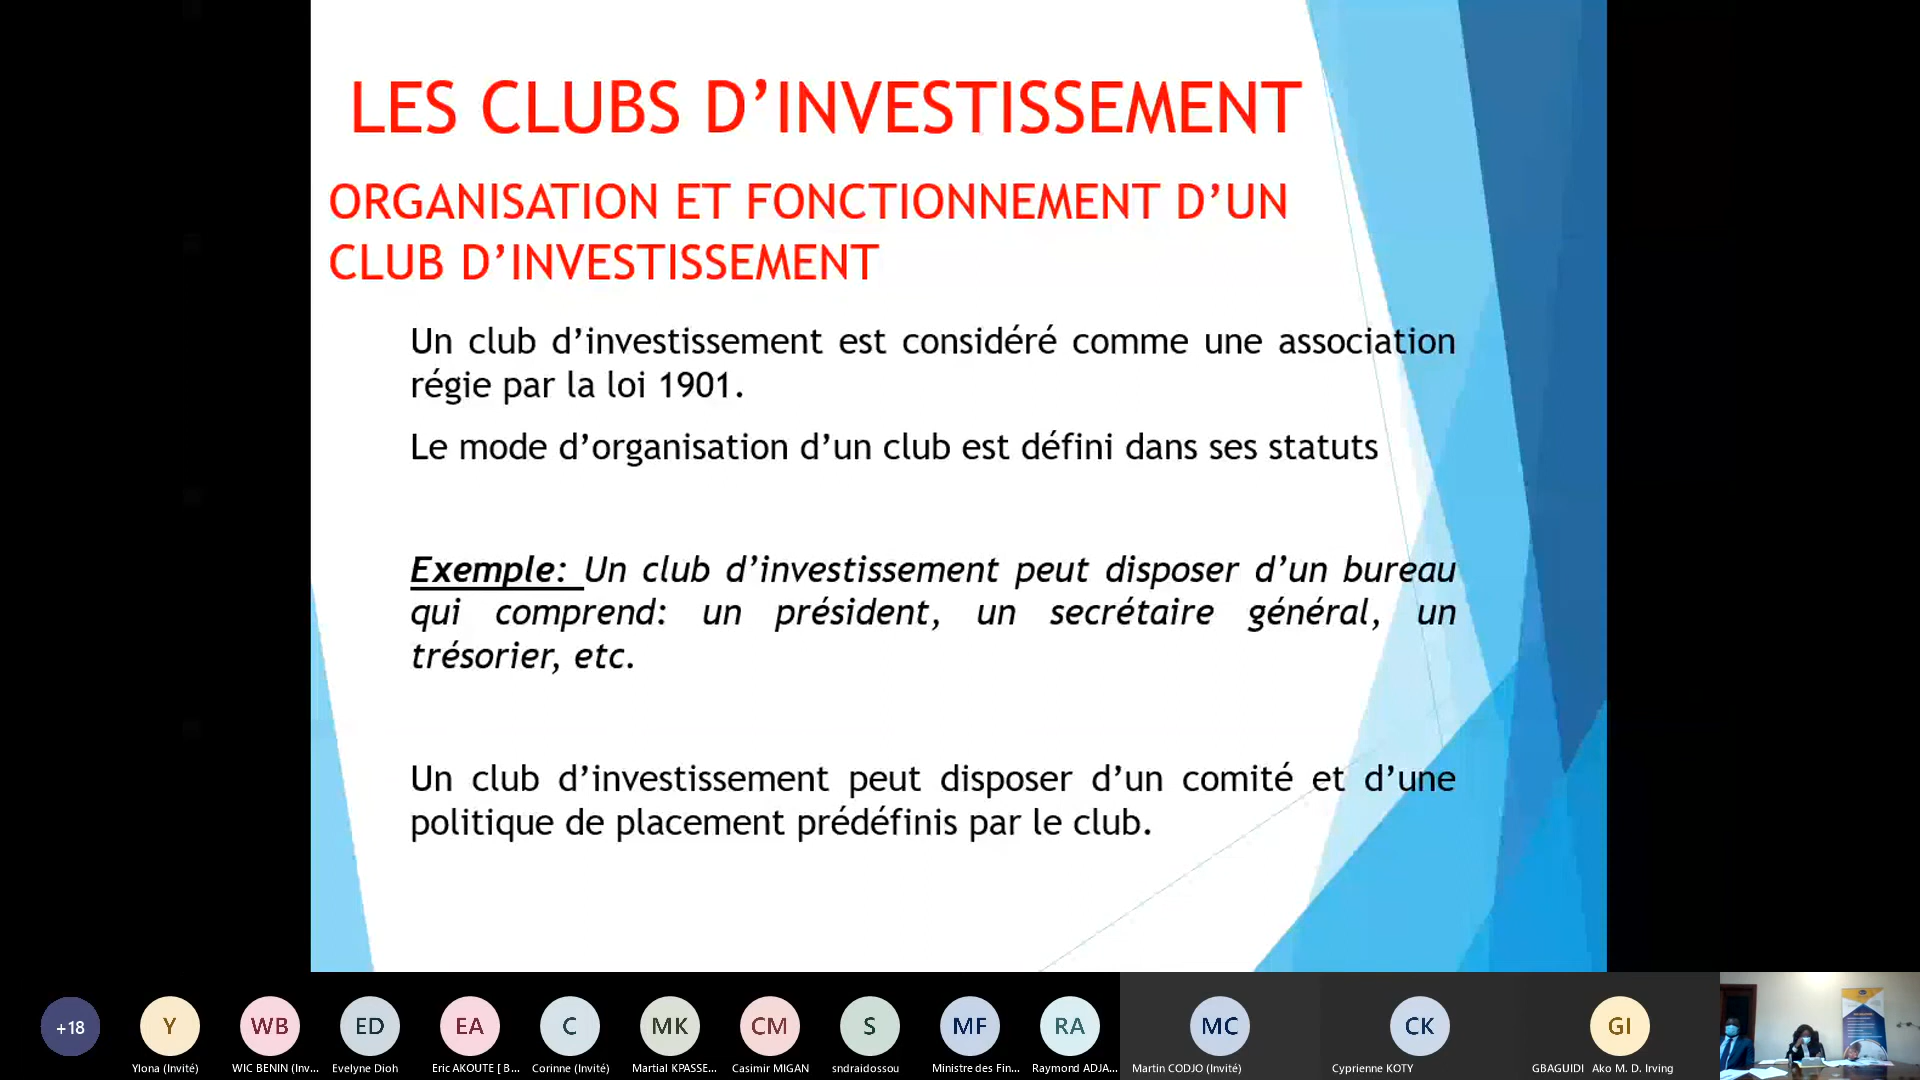 LES CLUBS D’INVESTISSEMENT
ORGANISATION ET FONCTIONNEMENT D’UN
CLUB D’INVESTISSEMENT
Un club d’investissement est considéré comme une association
régie par la loi 1901.
Le mode d’organisation d’un club est défini dans ses statuts
Exemple: Un club d’investissement peut disposer d’un bureau
qui comprend: un président, un secrétaire général, un
trésorier, etc.
Un club d’investissement peut disposer d’un comité et d’une
politique de placement prédéfinis par le club.
+18 Y WB ED EA C MK CM S MF RA MC CK GI
Ylona (Invité) WIC BENIN (Inv... Evelyne Dioh Eric AKOUTE [ B... Corinne (Invité) Martial KPASSE... Casimir MIGAN sndraidossou Ministre des Fin... Raymond ADJA... Martin CODJO (Invité) Cyprienne KOTY GBAGUIDI Ako M. D. Irving